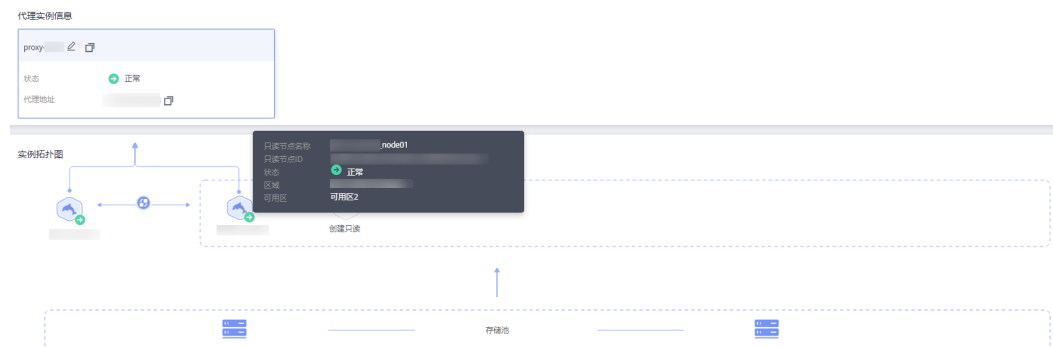 代理实例信息
proxy-
状态 正常
代理地址
实例拓扑图
只读节点名称 _node01
只读节点ID
状态 正常
区域
可用区 可用区2
创建只读
存储池